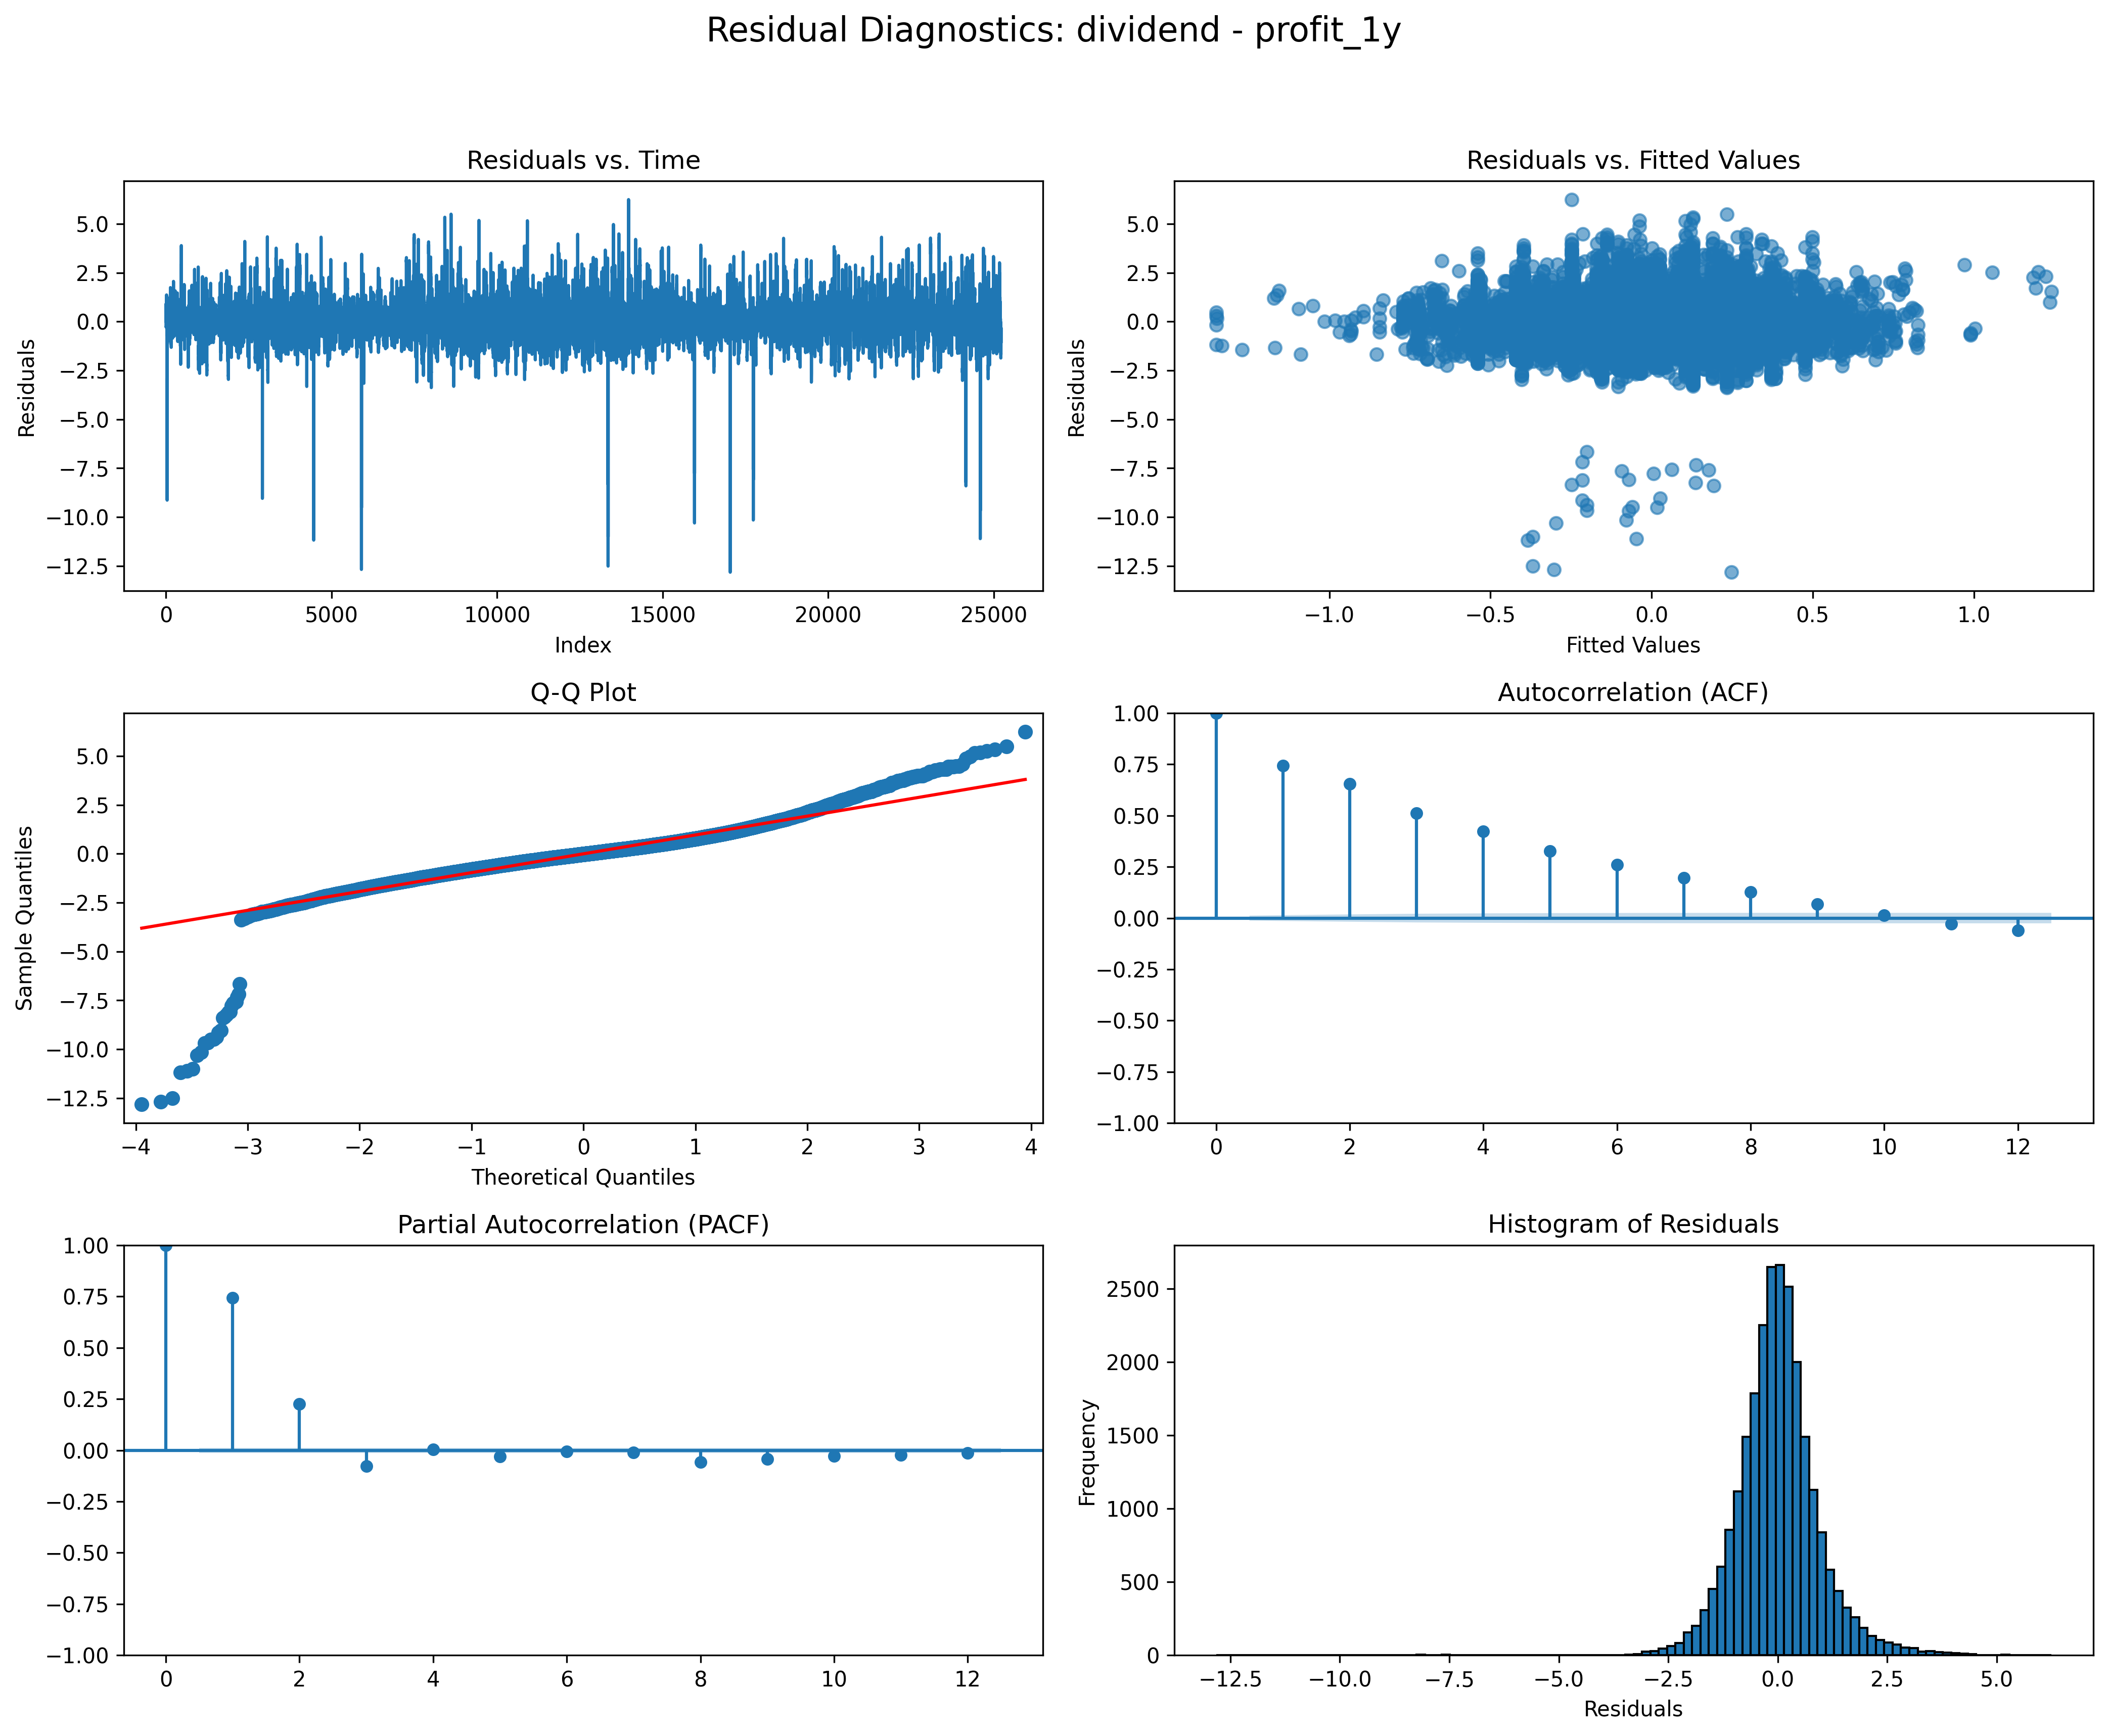 Residual Diagnostics: dividend - profit_1y
Residuals vs. Time
5.0
2.5
0.0
−2.5
−5.0
−7.5
−10.0
−12.5
Residuals
0 5000 10000 15000 20000 25000
Index
Residuals vs. Fitted Values
5.0
2.5
0.0
−2.5
−5.0
−7.5
−10.0
−12.5
Residuals
−1.0 −0.5 0.0 0.5 1.0
Fitted Values
Q-Q Plot
5.0
2.5
0.0
−2.5
−5.0
−7.5
−10.0
−12.5
Sample Quantiles
−4 −3 −2 −1 0 1 2 3 4
Theoretical Quantiles
Autocorrelation (ACF)
1.00
0.75
0.50
0.25
0.00
−0.25
−0.50
−0.75
−1.00
0 2 4 6 8 10 12
Partial Autocorrelation (PACF)
1.00
0.75
0.50
0.25
0.00
−0.25
−0.50
−0.75
−1.00
0 2 4 6 8 10 12
Histogram of Residuals
2500
2000
1500
1000
500
0
Frequency
−12.5 −10.0 −7.5 −5.0 −2.5 0.0 2.5 5.0
Residuals